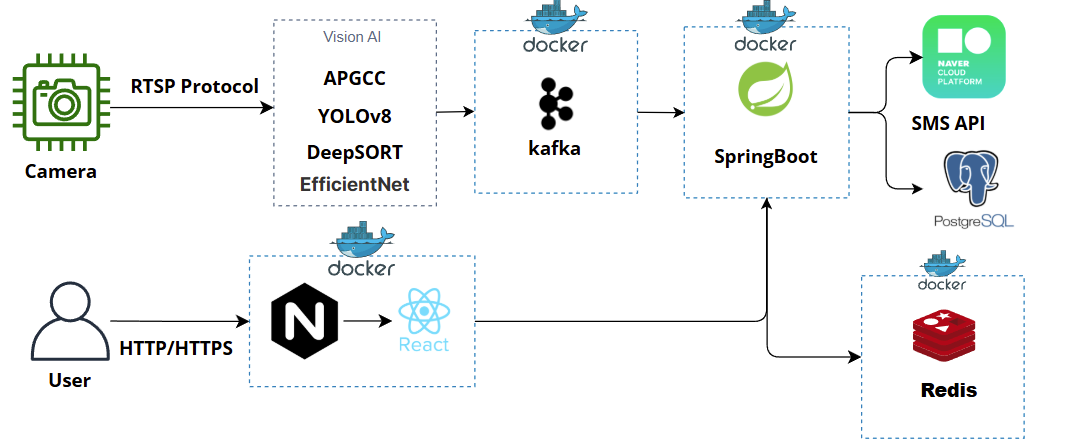 Vision AI
APGCC
YOLOv8
DeepSORT
EfficientNet
RTSP Protocol
Camera
docker
kafka
docker
SpringBoot
NAVER
CLOUD
PLATFORM
SMS API
PostgreSQL
docker
N
React
HTTP/HTTPS
User
docker
Redis